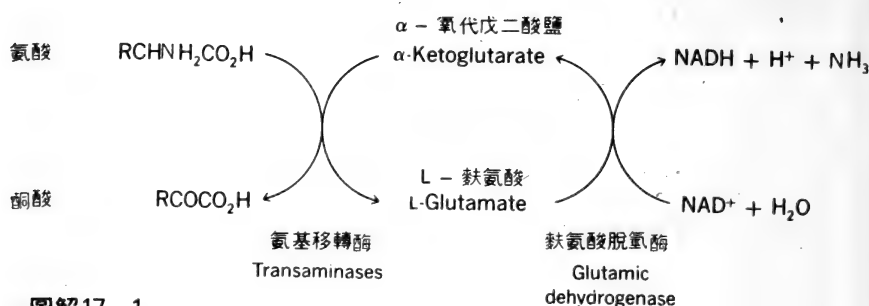 α – 氧代戊二酸鹽
氨酸 RCHNH₂CO₂H α-Ketoglutarate NADH + H⁺ + NH₃
L – 麩氨酸
酮酸 RCOCO₂H L-Glutamate NAD⁺ + H₂O
氨基移轉酶 麩氨酸脱氫酶
Transaminases Glutamic
dehydrogenase
圖解17 – 1